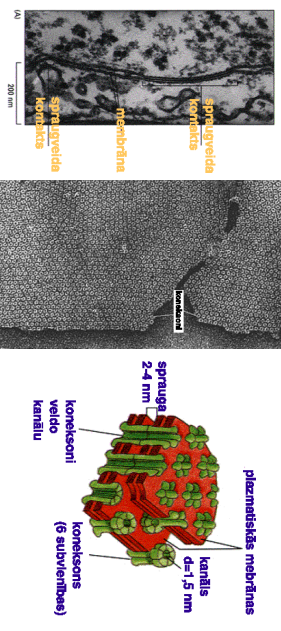 (A)
200 nm
spraugveida
kontakts
membrāna
spraugveida
kontakts
koneksoni
sprauga
2-4 nm
koneksoni
veido
kanālu
koneksons
(6 subvienības)
kanāls
d=1,5 nm
plazmatiskās mebrānas